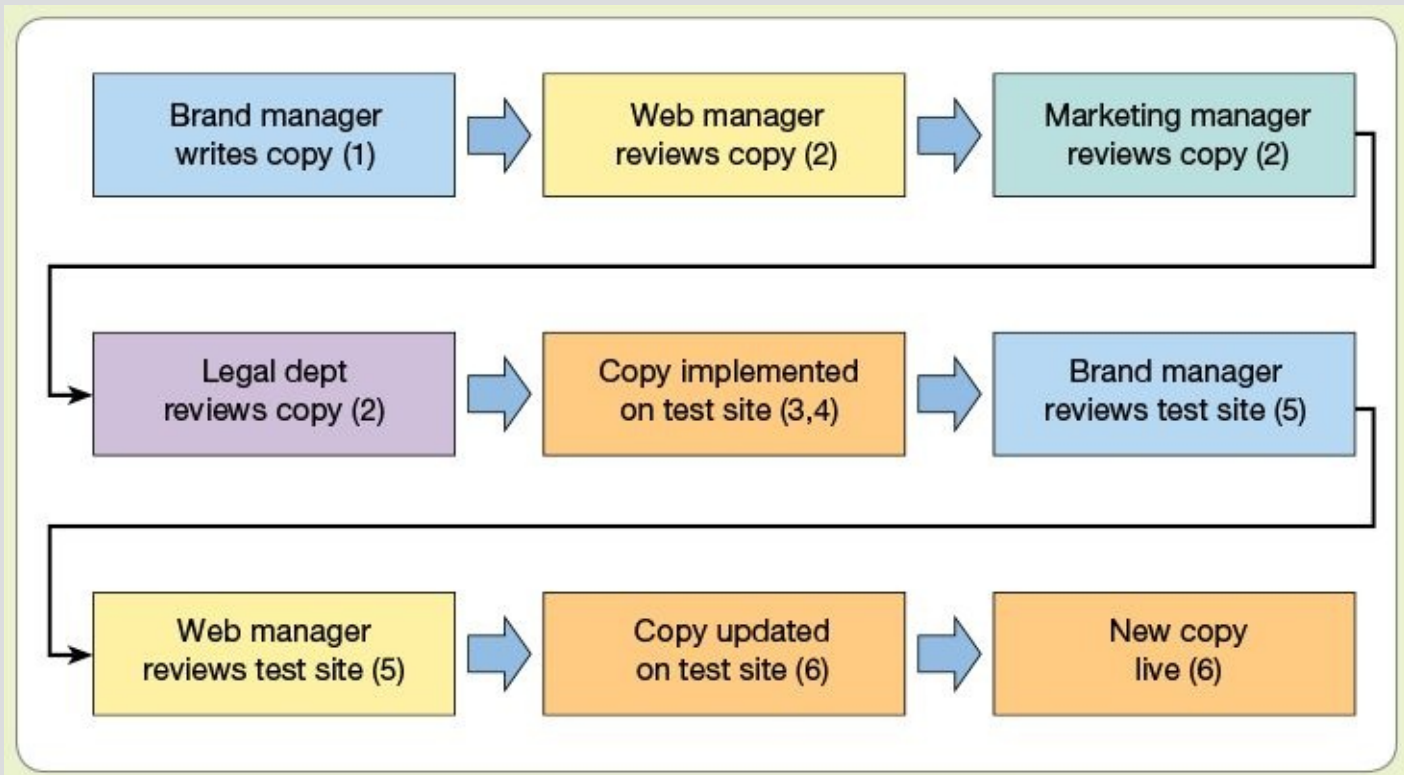 Brand manager
writes copy (1)
Web manager
reviews copy (2)
Marketing manager
reviews copy (2)
Legal dept
reviews copy (2)
Copy implemented
on test site (3,4)
Brand manager
reviews test site (5)
Web manager
reviews test site (5)
Copy updated
on test site (6)
New copy
live (6)